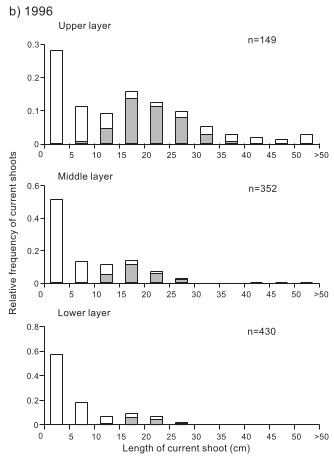 b) 1996
Upper layer
n=149
0.3
0.2
0.1
0
0 5 10 15 20 25 30 35 40 45 50 >50
Middle layer
n=352
0.6
0.4
0.2
0
0 5 10 15 20 25 30 35 40 45 50 >50
Lower layer
n=430
0.8
0.6
0.4
0.2
0
0 5 10 15 20 25 30 35 40 45 50 >50
Relative frequency of current shoots
Length of current shoot (cm)